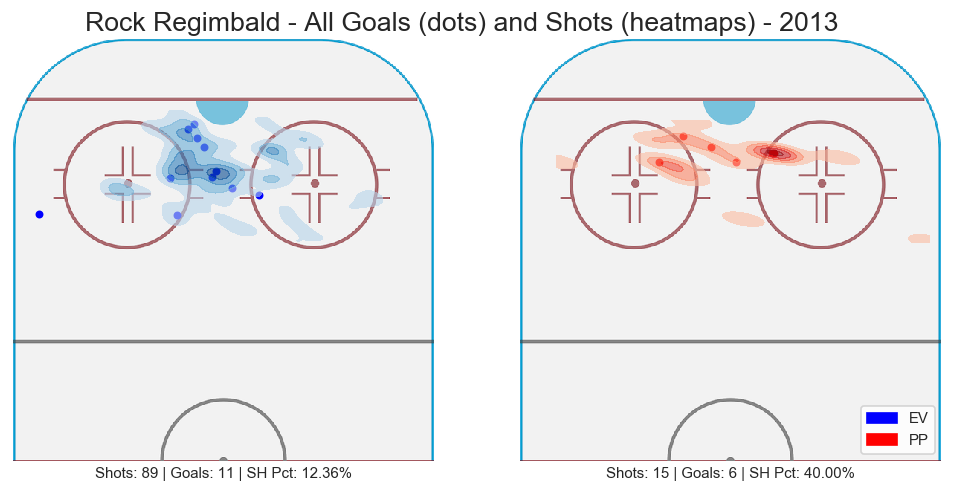 Rock Regimbald - All Goals (dots) and Shots (heatmaps) - 2013
EV
PP
Shots: 89 | Goals: 11 | SH Pct: 12.36%
Shots: 15 | Goals: 6 | SH Pct: 40.00%